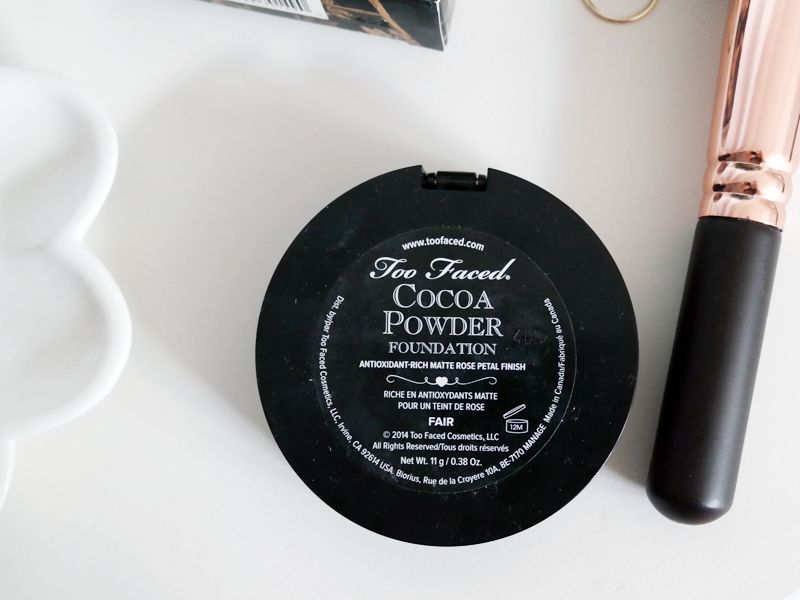 www.toofaced.com
Too Faced.
COCOA
POWDER
FOUNDATION
ANTIOXIDANT-RICH MATTE ROSE PETAL FINISH
RICHE EN ANTIOXYDANTS MATTE
POUR UN TEINT DE ROSE
FAIR
12M
© 2014 Too Faced Cosmetics, LLC
All Rights Reserved/Tous droits réservés
Net Wt. 11 g / 0.38 Oz.
Dist. by/par Too Faced Cosmetics, LLC, Irvine, CA 92614 USA. Biorius, Rue de la Croyere 10A, BE-7170 MANAGE Made in Canada/Fabriqué au Canada